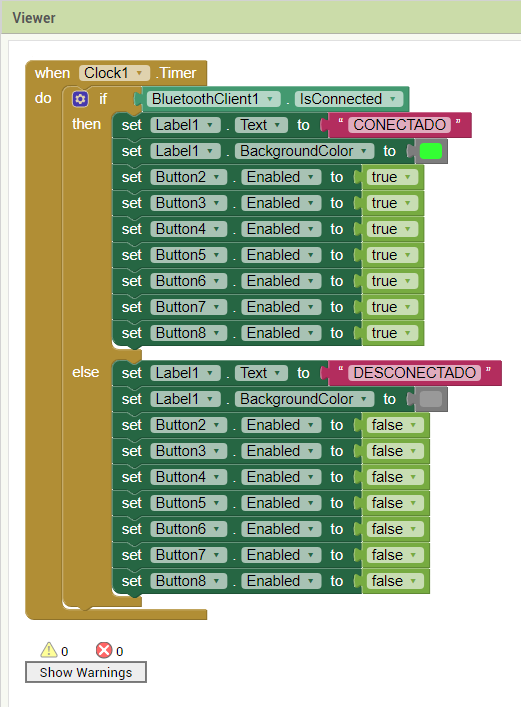 Viewer
when Clock1 .Timer
do if BluetoothClient1 . IsConnected
then set Label1 . Text to “ CONECTADO ”
set Label1 . BackgroundColor to
set Button2 . Enabled to true
set Button3 . Enabled to true
set Button4 . Enabled to true
set Button5 . Enabled to true
set Button6 . Enabled to true
set Button7 . Enabled to true
set Button8 . Enabled to true
else set Label1 . Text to “ DESCONECTADO ”
set Label1 . BackgroundColor to
set Button2 . Enabled to false
set Button3 . Enabled to false
set Button4 . Enabled to false
set Button5 . Enabled to false
set Button6 . Enabled to false
set Button7 . Enabled to false
set Button8 . Enabled to false
0 0
Show Warnings